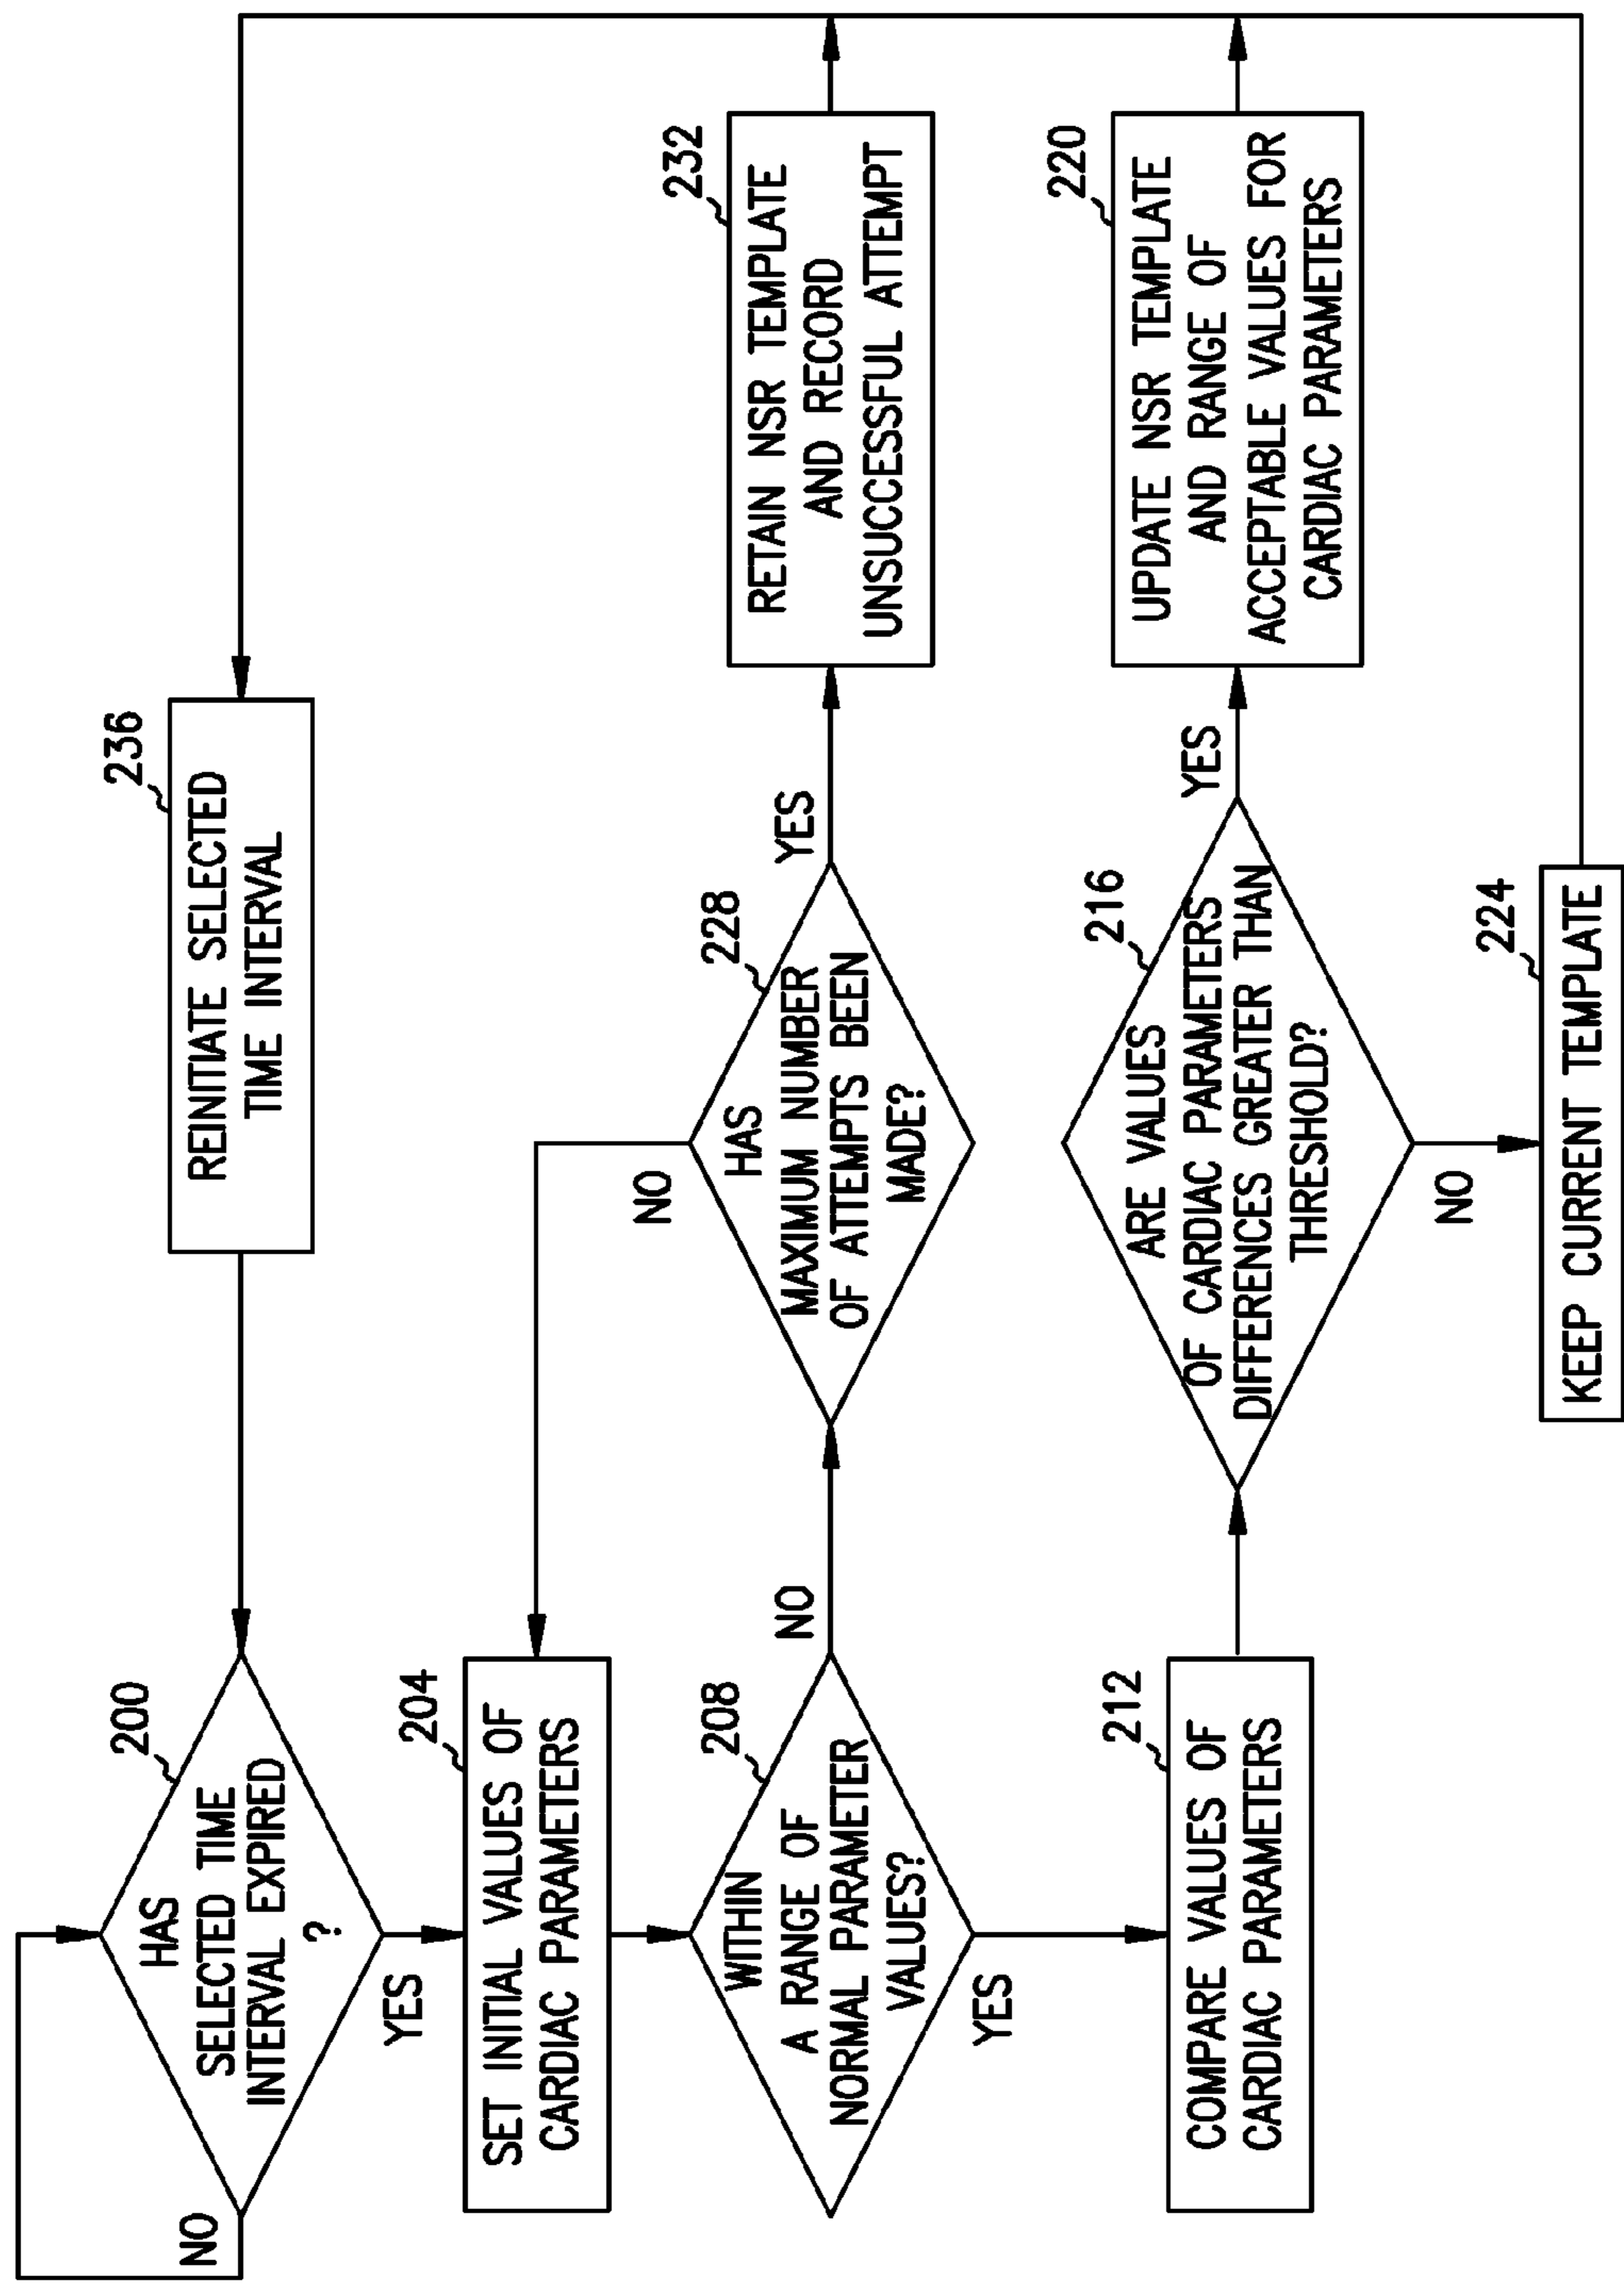 NO
200
HAS
SELECTED TIME
INTERVAL EXPIRED
?
YES
236
REINITIATE SELECTED
TIME INTERVAL
204
SET INITIAL VALUES OF
CARDIAC PARAMETERS
208
WITHIN
A RANGE OF
NORMAL PARAMETER
VALUES?
NO
YES
228
HAS
MAXIMUM NUMBER
OF ATTEMPTS BEEN
MADE?
NO
YES
232
RETAIN NSR TEMPLATE
AND RECORD
UNSUCCESSFUL ATTEMPT
212
COMPARE VALUES OF
CARDIAC PARAMETERS
216
ARE VALUES
OF CARDIAC PARAMETERS
DIFFERENCES GREATER THAN
THRESHOLD?
YES
NO
220
UPDATE NSR TEMPLATE
AND RANGE OF
ACCEPTABLE VALUES FOR
CARDIAC PARAMETERS
224
KEEP CURRENT TEMPLATE